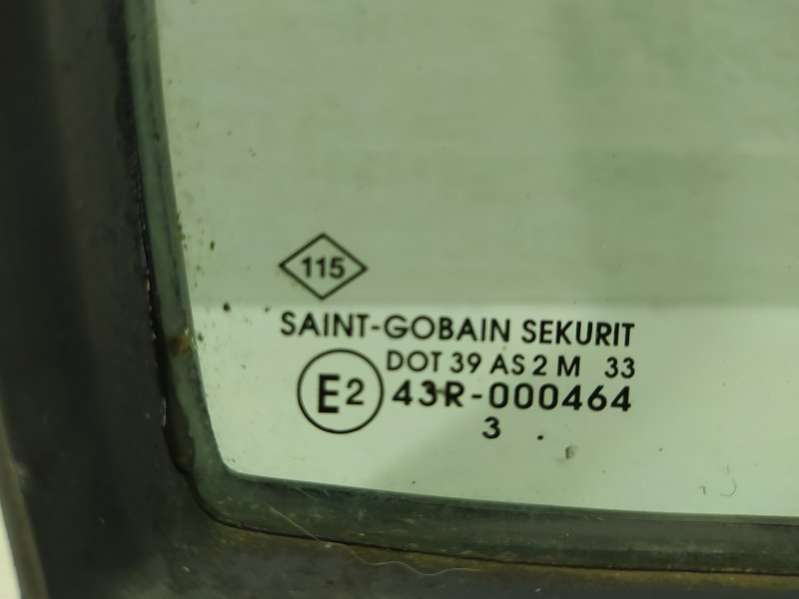 115
SAINT-GOBAIN SEKURIT
DOT 39 AS 2 M 33
E2 43R-000464
3 .